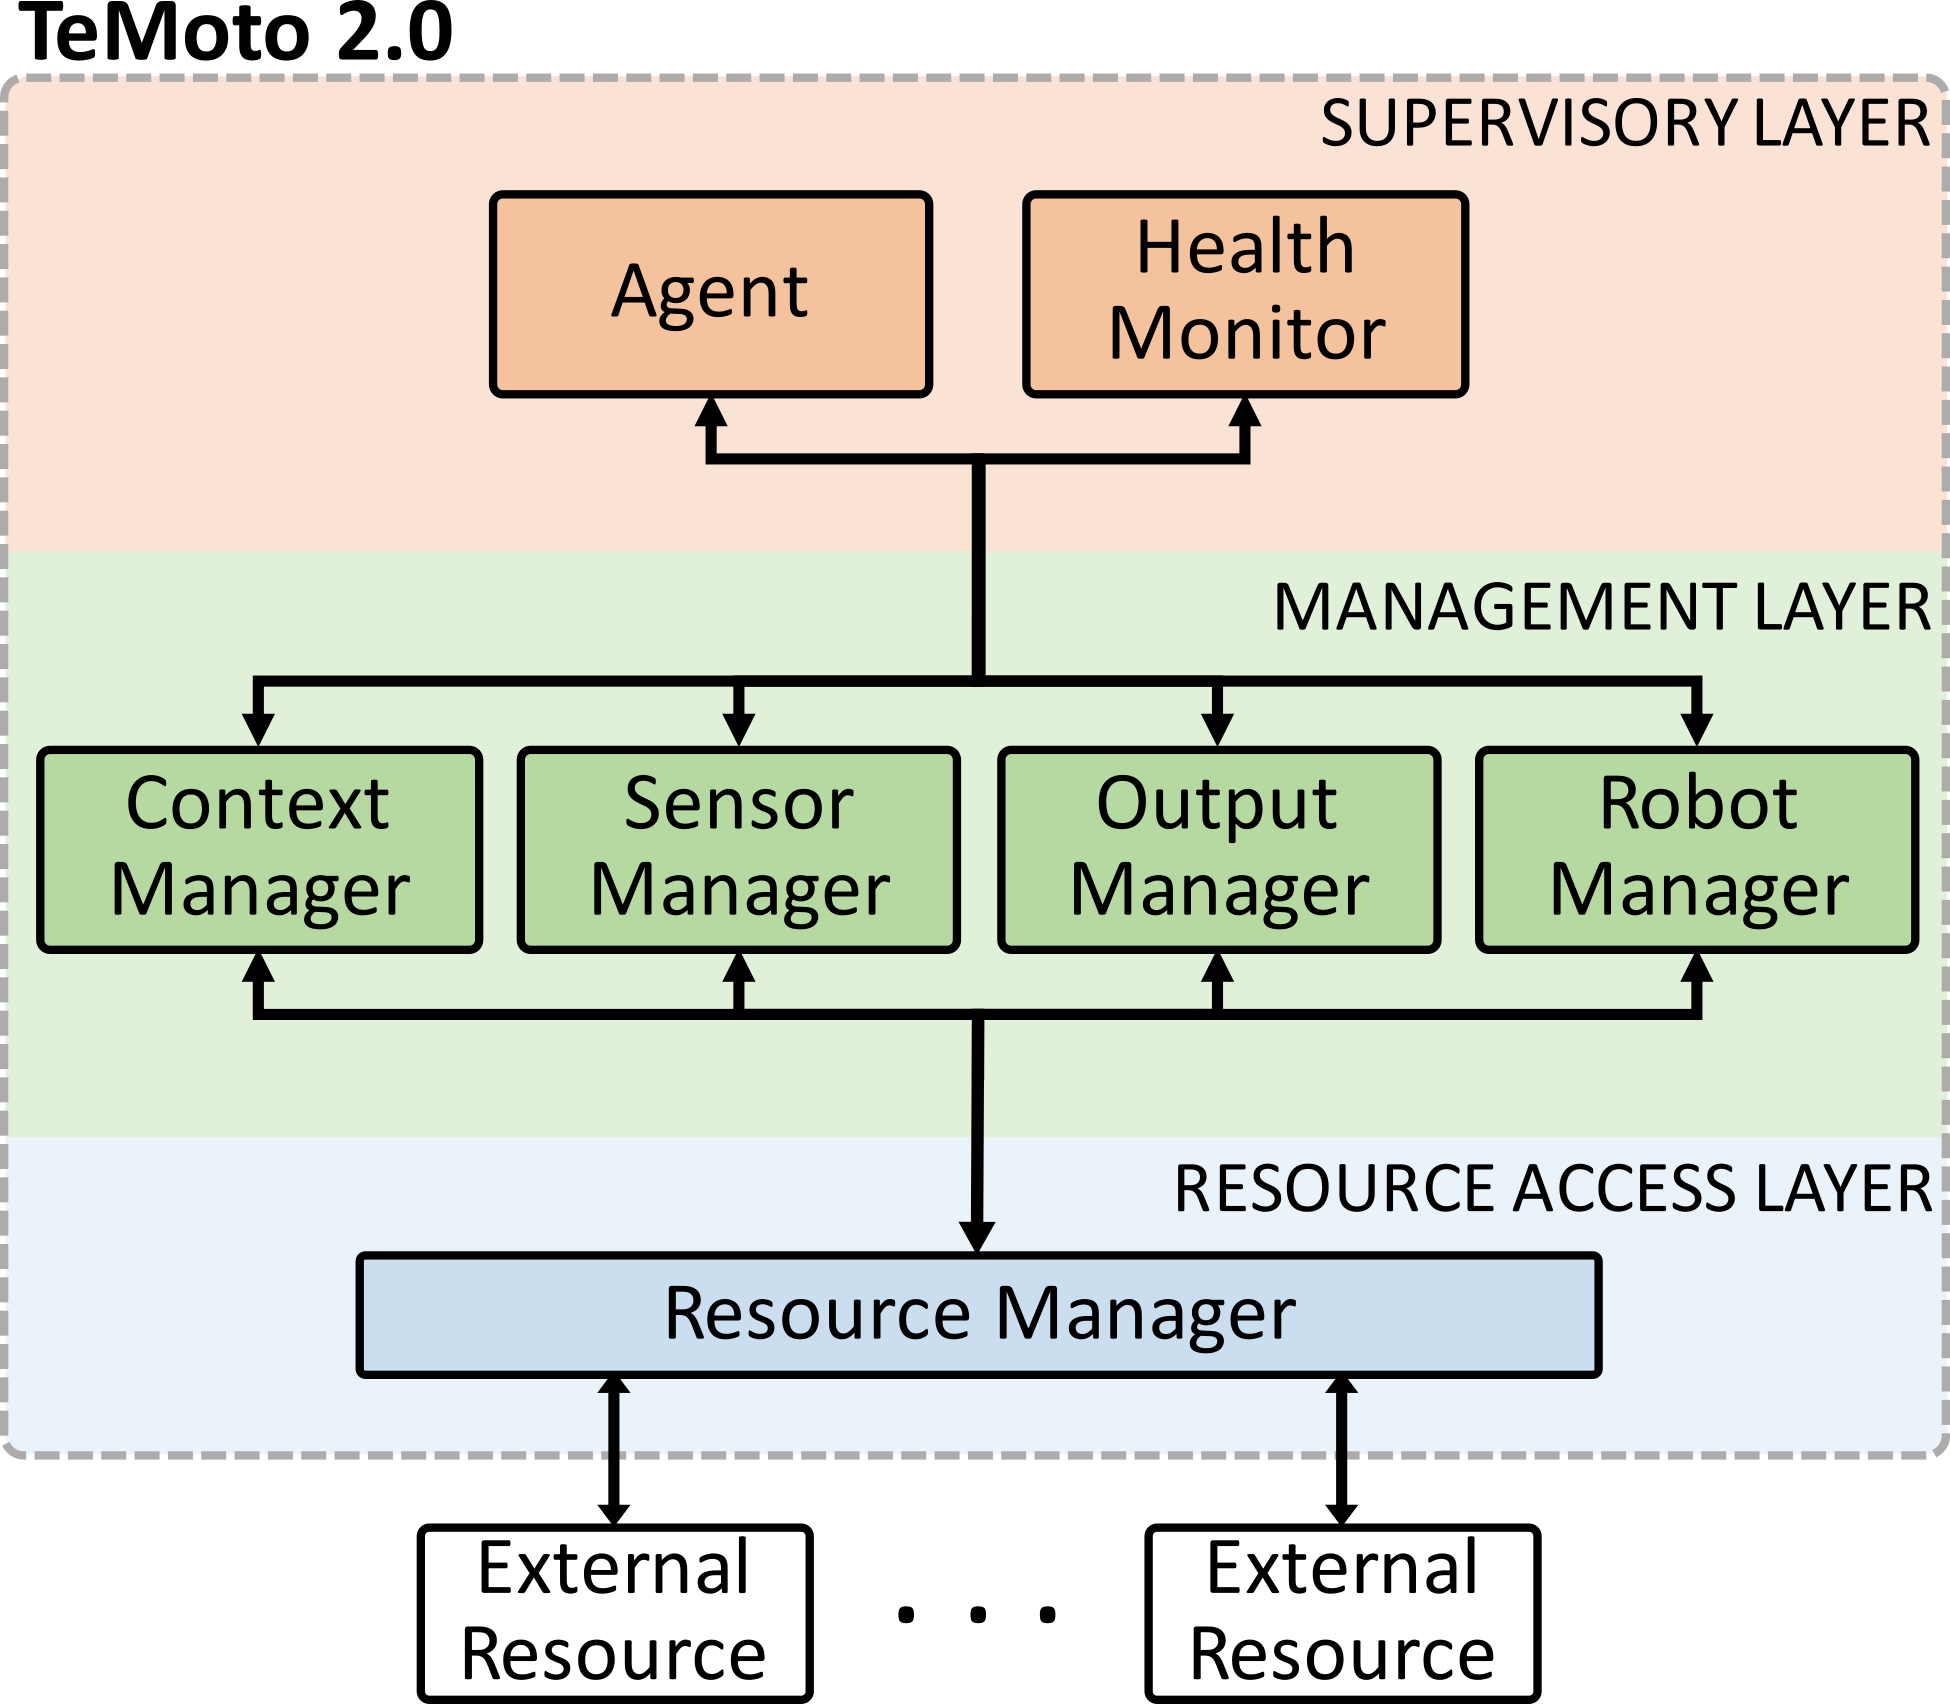 TeMoto 2.0
SUPERVISORY LAYER
Agent
Health
Monitor
MANAGEMENT LAYER
Context
Manager
Sensor
Manager
Output
Manager
Robot
Manager
RESOURCE ACCESS LAYER
Resource Manager
External
Resource
. . .
External
Resource